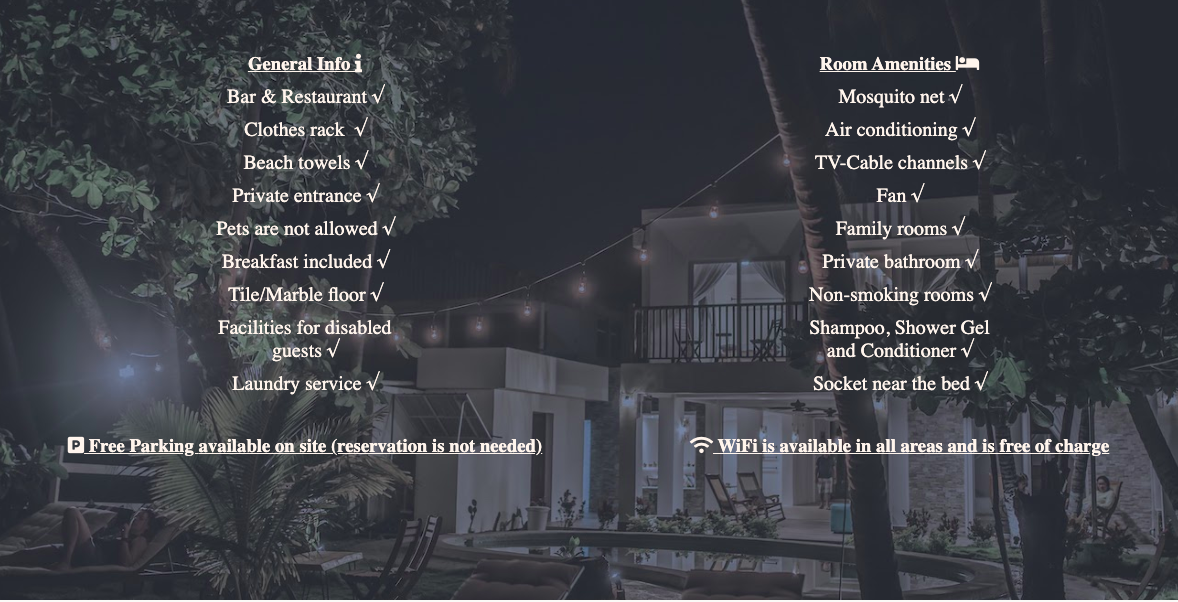 General Info
Bar & Restaurant √
Clothes rack √
Beach towels √
Private entrance √
Pets are not allowed √
Breakfast included √
Tile/Marble floor √
Facilities for disabled
guests √
Laundry service √
Room Amenities
Mosquito net √
Air conditioning √
TV-Cable channels √
Fan √
Family rooms √
Private bathroom √
Non-smoking rooms √
Shampoo, Shower Gel
and Conditioner √
Socket near the bed √
P Free Parking available on site (reservation is not needed)
WiFi is available in all areas and is free of charge